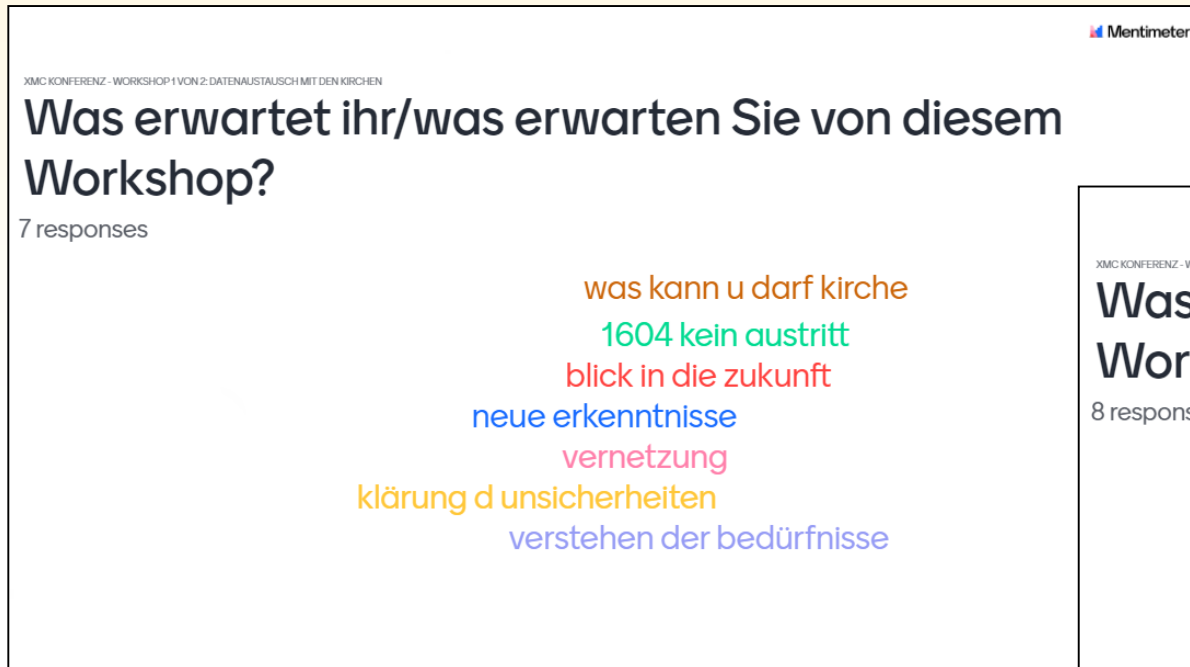 Mentimeter
XMC KONFERENZ - WORKSHOP 1 VON 2: DATENAUSTAUSCH MIT DEN KIRCHEN
Was erwartet ihr/was erwarten Sie von diesem
Workshop?
7 responses
was kann u darf kirche
1604 kein austritt
blick in die zukunft
neue erkenntnisse
vernetzung
klärung d unsicherheiten
verstehen der bedürfnisse
XMC KONFERENZ - W
Was
Wor
8 respons